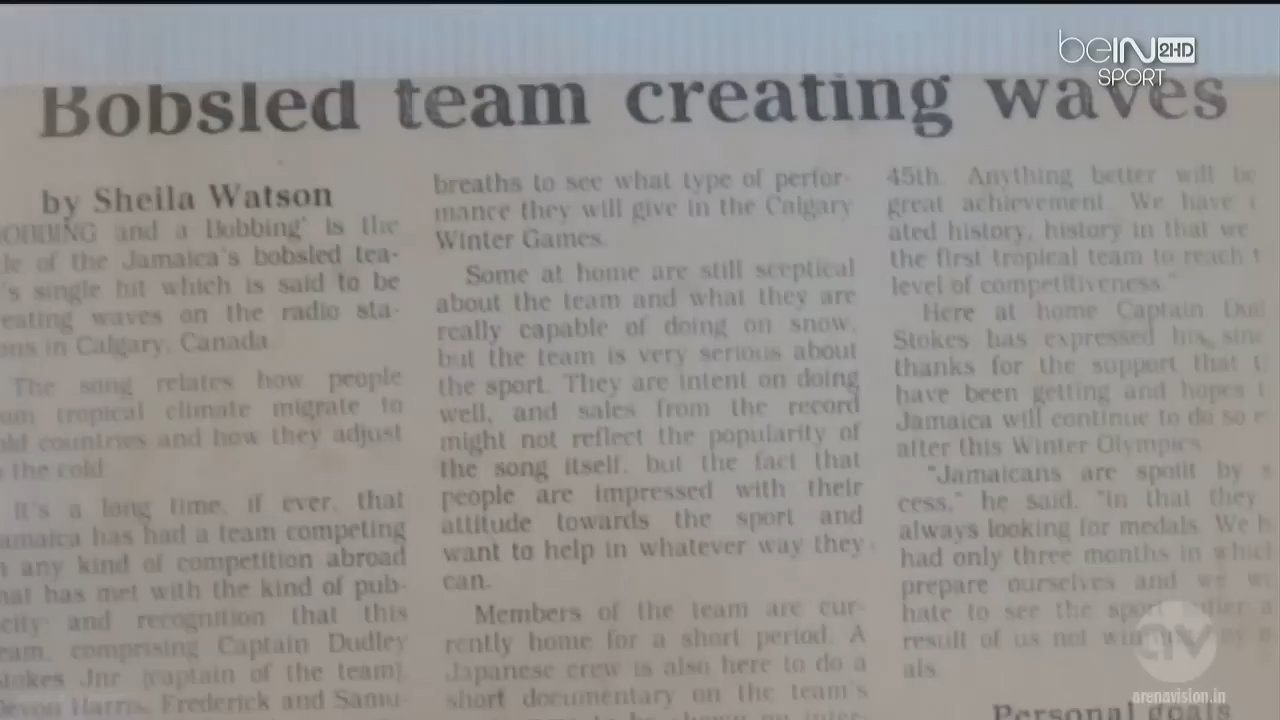 beIN 2HD
SPORT
Bobsled team creating waves
by Sheila Watson
and a Bobbing' is the
le of the Jamaica's bobsled tea-
's single hit which is said to be
eating waves on the radio sta-
ons in Calgary, Canada.
The song relates how people
om tropical climate migrate to
ld countries and how they adjust
the cold
It's a long time, if ever, that
amaica has had a team competing
n any kind of competition abroad
hat has met with the kind of pub-
city and recognition that this
eam, comprising Captain Dudley
tokes Jnr (captain of the team),
Devon Harris, Frederick and Samu-
breaths to see what type of perfor-
mance they will give in the Calgary
Winter Games.
Some at home are still sceptical
about the team and what they are
really capable of doing on snow,
but the team is very serious about
the sport. They are intent on doing
well, and sales from the record
might not reflect the popularity of
the song itself, but the fact that
people are impressed with their
attitude towards the sport and
want to help in whatever way they
can.
Members of the team are cur-
rently home for a short period. A
Japanese crew is also here to do a
short documentary on the team's
45th. Anything better will be
great achievement. We have
ated history, history in that we
the first tropical team to reach t
level of competitiveness."
Here at home Captain Dud
Stokes has expressed his sinc
thanks for the support that t
have been getting and hopes t
Jamaica will continue to do so e
after this Winter Olympics.
"Jamaicans are spoilt by s
cess," he said. "In that they
always looking for medals. We h
had only three months in which
prepare ourselves and we w
hate to see the sport a
result of us not
als.
Personal goals
av
arenavision.in